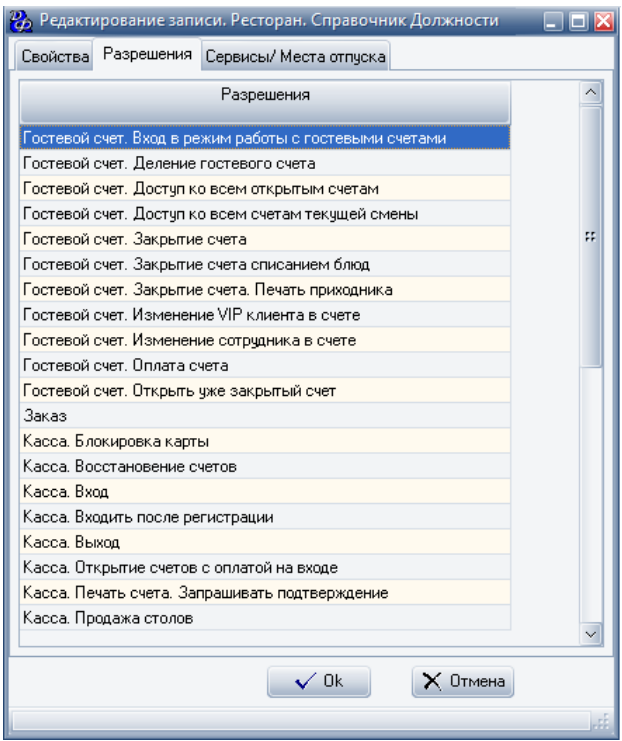 Редактирование записи. Ресторан. Справочник Должности
Свойства Разрешения Сервисы/ Места отпуска
Разрешения
Гостевой счет. Вход в режим работы с гостевыми счетами
Гостевой счет. Деление гостевого счета
Гостевой счет. Доступ ко всем открытым счетам
Гостевой счет. Доступ ко всем счетам текущей смены
Гостевой счет. Закрытие счета
Гостевой счет. Закрытие счета списанием блюд
Гостевой счет. Закрытие счета. Печать приходника
Гостевой счет. Изменение VIP клиента в счете
Гостевой счет. Изменение сотрудника в счете
Гостевой счет. Оплата счета
Гостевой счет. Открыть уже закрытый счет
Заказ
Касса. Блокировка карты
Касса. Восстановение счетов
Касса. Вход
Касса. Входить после регистрации
Касса. Выход
Касса. Открытие счетов с оплатой на входе
Касса. Печать счета. Запрашивать подтверждение
Касса. Продажа столов
Ok Отмена